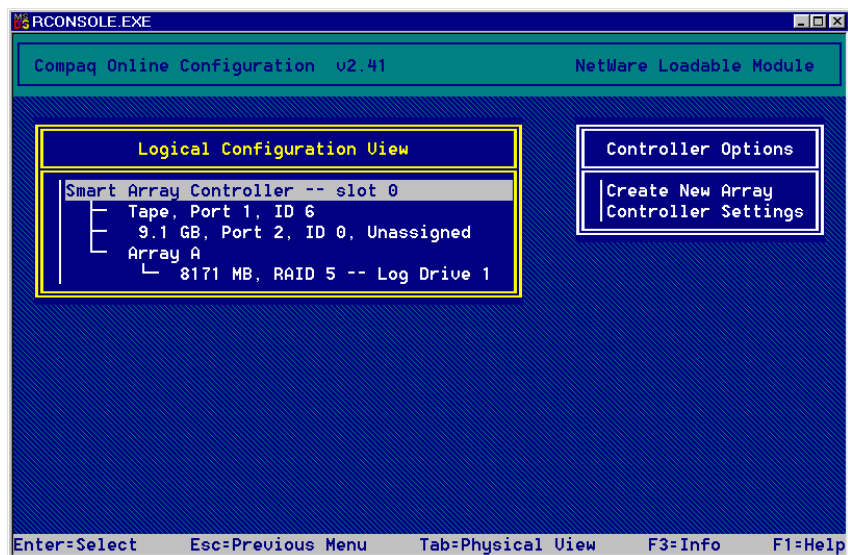 RCONSOLE.EXE
Compaq Online Configuration v2.41 NetWare Loadable Module
Logical Configuration View
Smart Array Controller -- slot 0
Tape, Port 1, ID 6
9.1 GB, Port 2, ID 0, Unassigned
Array A
8171 MB, RAID 5 -- Log Drive 1
Controller Options
Create New Array
Controller Settings
Enter=Select Esc=Previous Menu Tab=Physical View F3=Info F1=Help